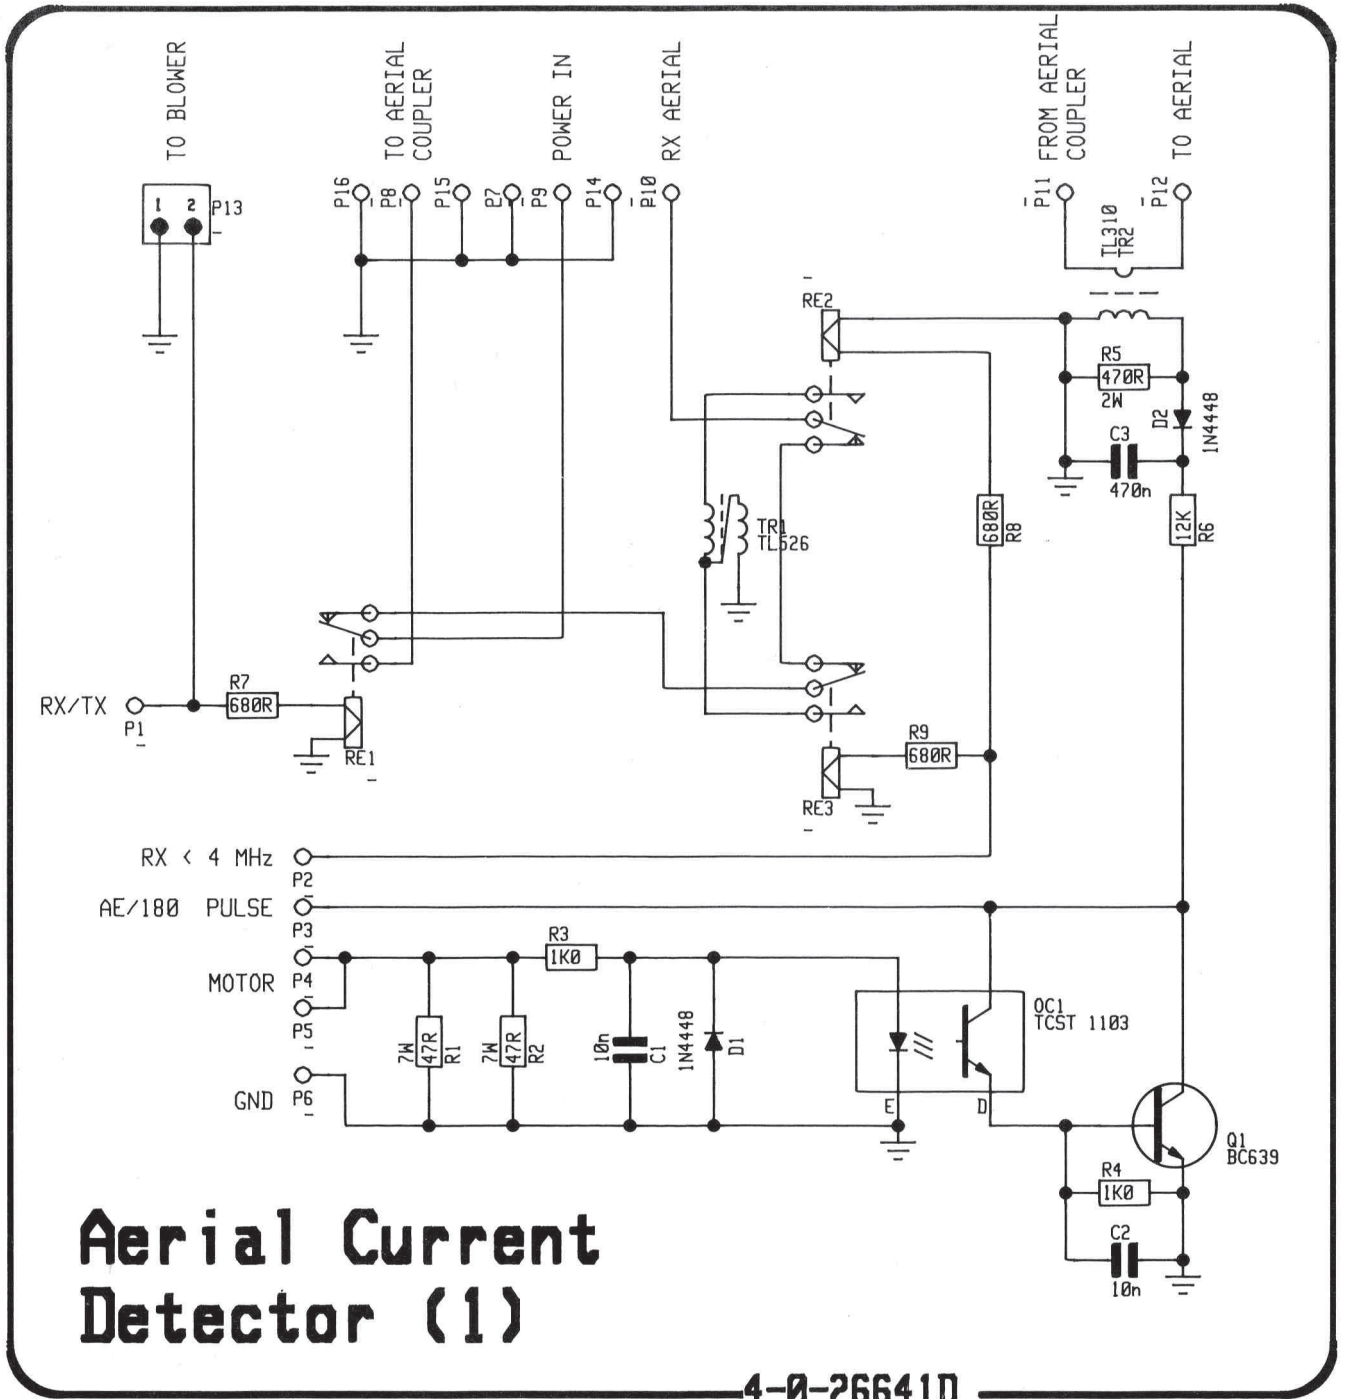 TO BLOWER
TO AERIAL
COUPLER
POWER IN
RX AERIAL
FROM AERIAL
COUPLER
TO AERIAL
P16
P8
P15
P7
P9
P14
P10
P11
P12
1 2
P13
TL310
TR2
RE2
R5
470R
2W
D2
1N4448
C3
470n
680R
R8
12K
R6
TR1
TL526
RX/TX
P1
R7
680R
RE1
R9
680R
RE3
RX < 4 MHz
P2
AE/180 PULSE
P3
MOTOR
P4
P5
GND
P6
R3
1K0
7W
47R
R1
7W
47R
R2
10n
C1
1N4448
D1
OC1
TCST 1103
E
D
Q1
BC639
R4
1K0
C2
10n
Aerial Current
Detector (1)
4-0-26641D